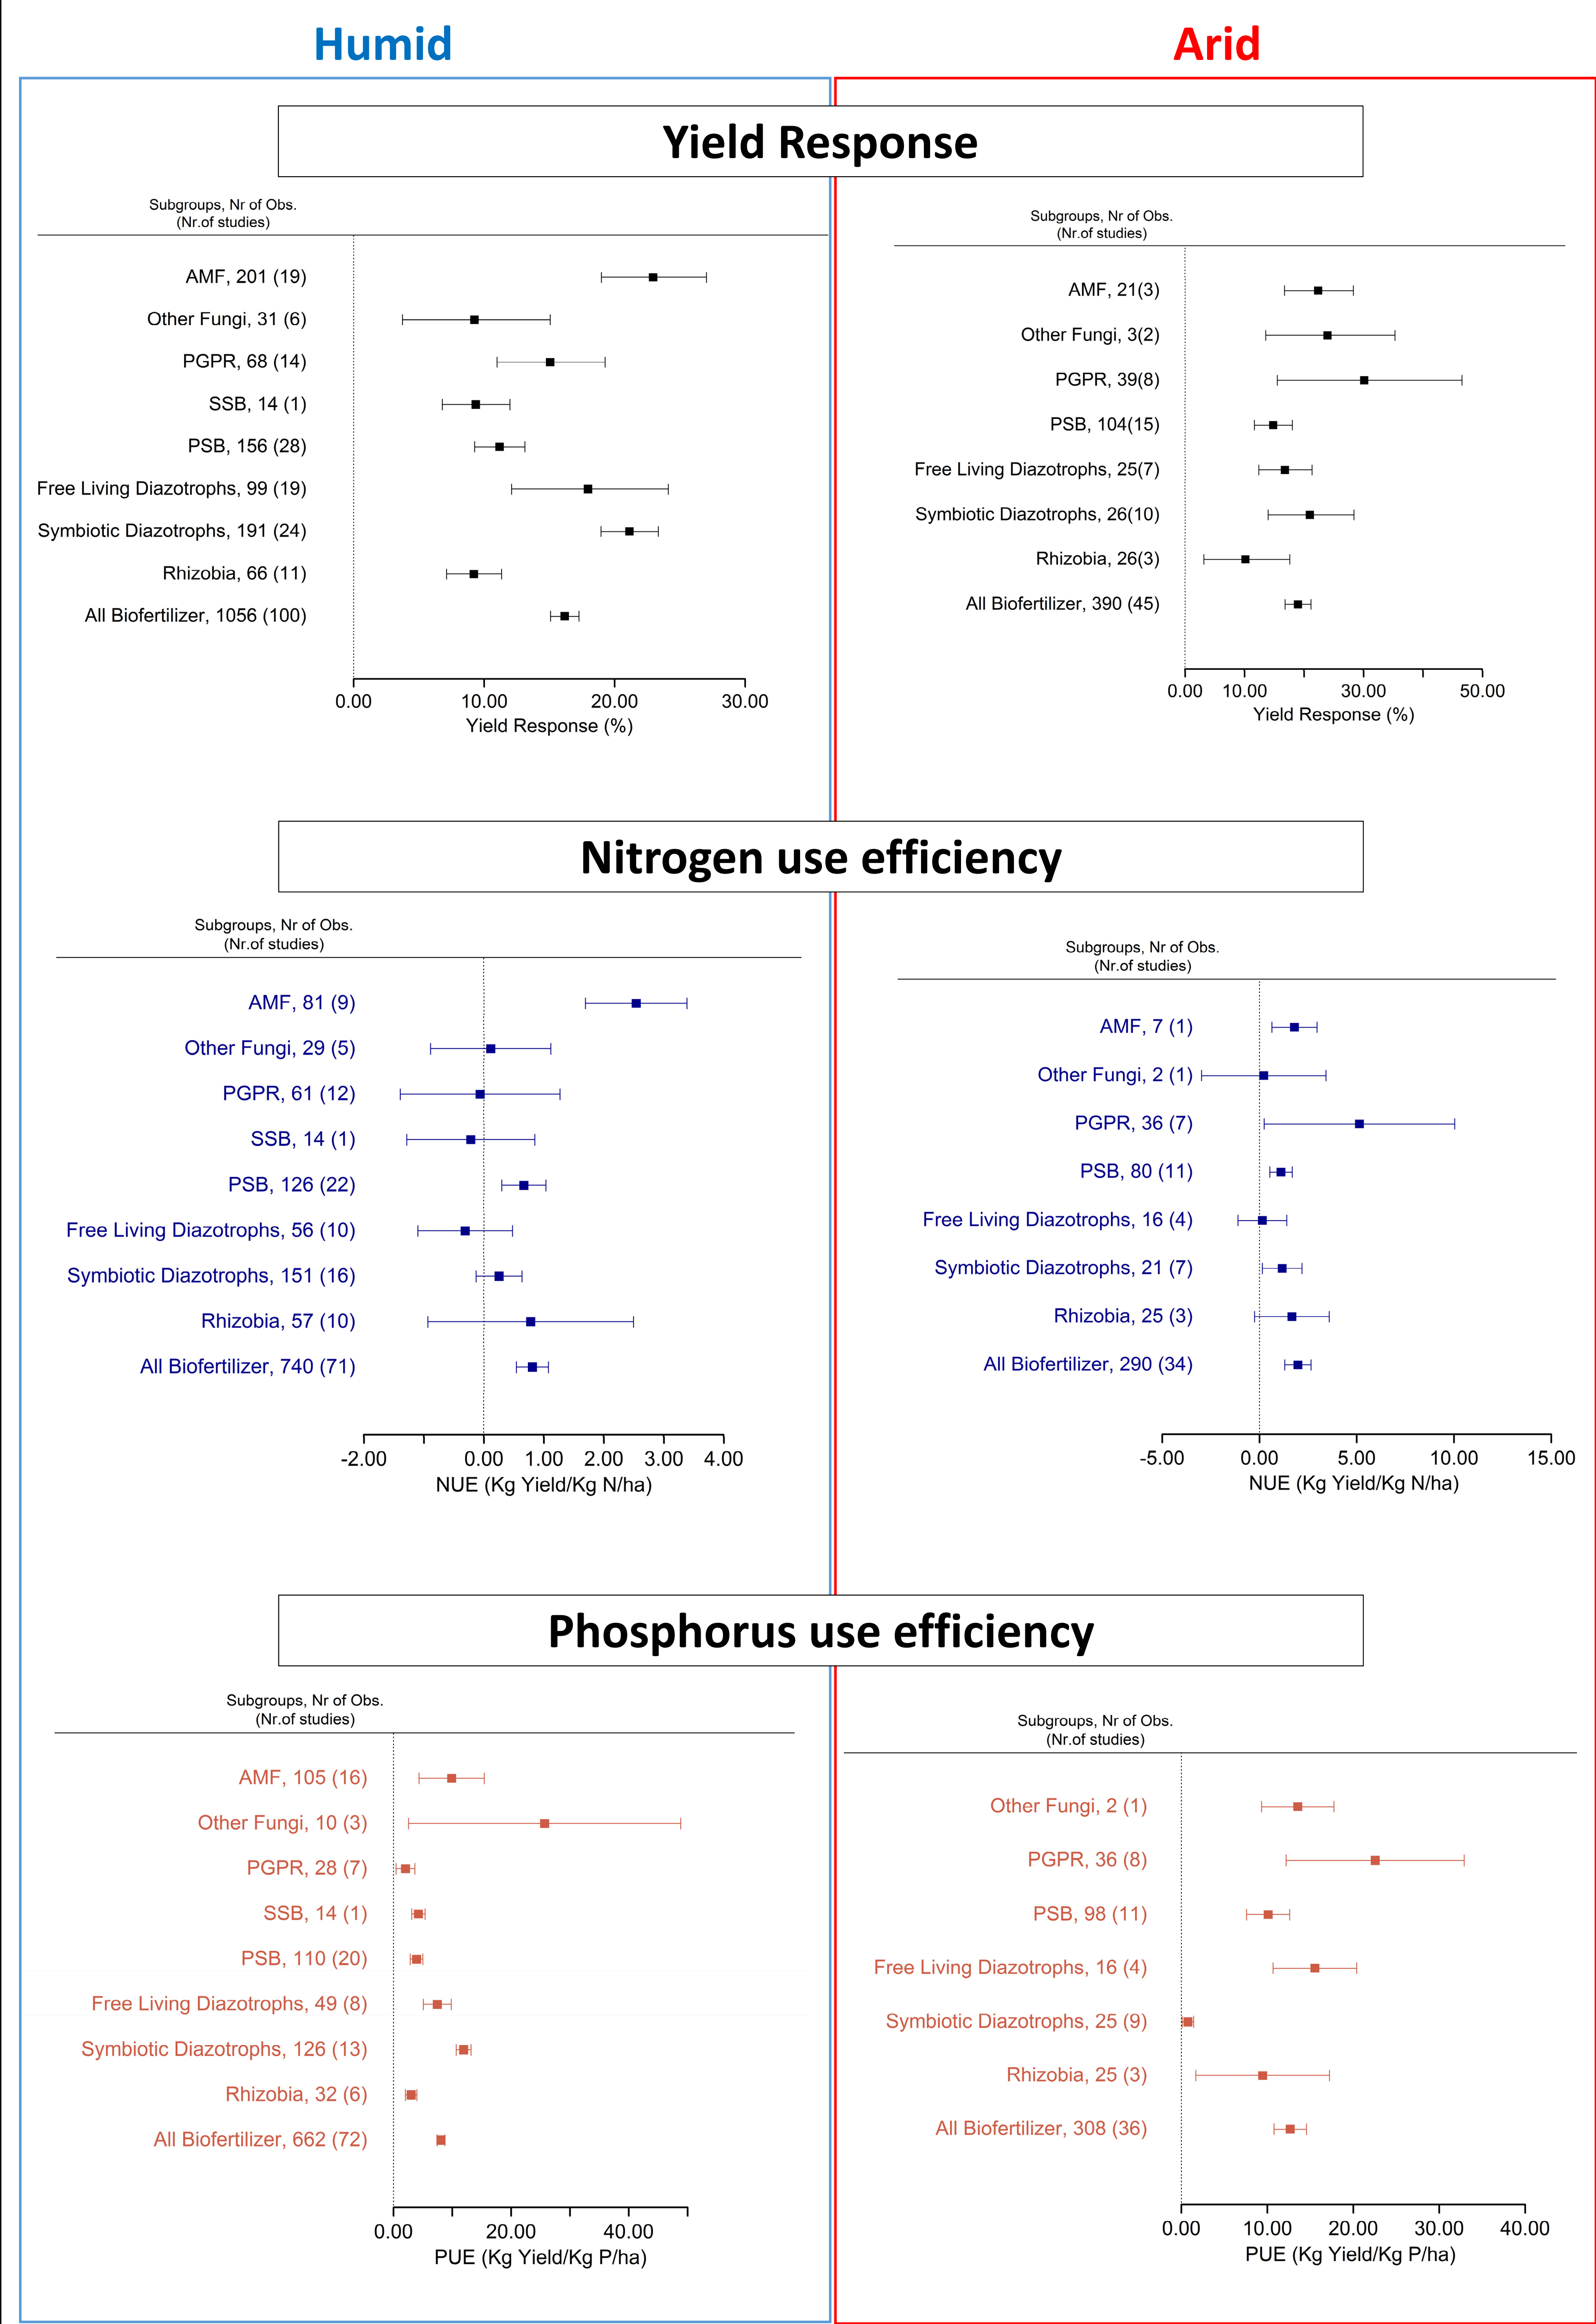 Humid
Arid
Yield Response
Subgroups, Nr of Obs.
(Nr.of studies)
AMF, 201 (19)
Other Fungi, 31 (6)
PGPR, 68 (14)
SSB, 14 (1)
PSB, 156 (28)
Free Living Diazotrophs, 99 (19)
Symbiotic Diazotrophs, 191 (24)
Rhizobia, 66 (11)
All Biofertilizer, 1056 (100)
0.00 10.00 20.00 30.00
Yield Response (%)
Subgroups, Nr of Obs.
(Nr.of studies)
AMF, 21(3)
Other Fungi, 3(2)
PGPR, 39(8)
PSB, 104(15)
Free Living Diazotrophs, 25(7)
Symbiotic Diazotrophs, 26(10)
Rhizobia, 26(3)
All Biofertilizer, 390 (45)
0.00 10.00 30.00 50.00
Yield Response (%)
Nitrogen use efficiency
Subgroups, Nr of Obs.
(Nr.of studies)
AMF, 81 (9)
Other Fungi, 29 (5)
PGPR, 61 (12)
SSB, 14 (1)
PSB, 126 (22)
Free Living Diazotrophs, 56 (10)
Symbiotic Diazotrophs, 151 (16)
Rhizobia, 57 (10)
All Biofertilizer, 740 (71)
-2.00 0.00 1.00 2.00 3.00 4.00
NUE (Kg Yield/Kg N/ha)
Subgroups, Nr of Obs.
(Nr.of studies)
AMF, 7 (1)
Other Fungi, 2 (1)
PGPR, 36 (7)
PSB, 80 (11)
Free Living Diazotrophs, 16 (4)
Symbiotic Diazotrophs, 21 (7)
Rhizobia, 25 (3)
All Biofertilizer, 290 (34)
-5.00 0.00 5.00 10.00 15.00
NUE (Kg Yield/Kg N/ha)
Phosphorus use efficiency
Subgroups, Nr of Obs.
(Nr.of studies)
AMF, 105 (16)
Other Fungi, 10 (3)
PGPR, 28 (7)
SSB, 14 (1)
PSB, 110 (20)
Free Living Diazotrophs, 49 (8)
Symbiotic Diazotrophs, 126 (13)
Rhizobia, 32 (6)
All Biofertilizer, 662 (72)
0.00 20.00 40.00
PUE (Kg Yield/Kg P/ha)
Subgroups, Nr of Obs.
(Nr.of studies)
Other Fungi, 2 (1)
PGPR, 36 (8)
PSB, 98 (11)
Free Living Diazotrophs, 16 (4)
Symbiotic Diazotrophs, 25 (9)
Rhizobia, 25 (3)
All Biofertilizer, 308 (36)
0.00 10.00 20.00 30.00 40.00
PUE (Kg Yield/Kg P/ha)